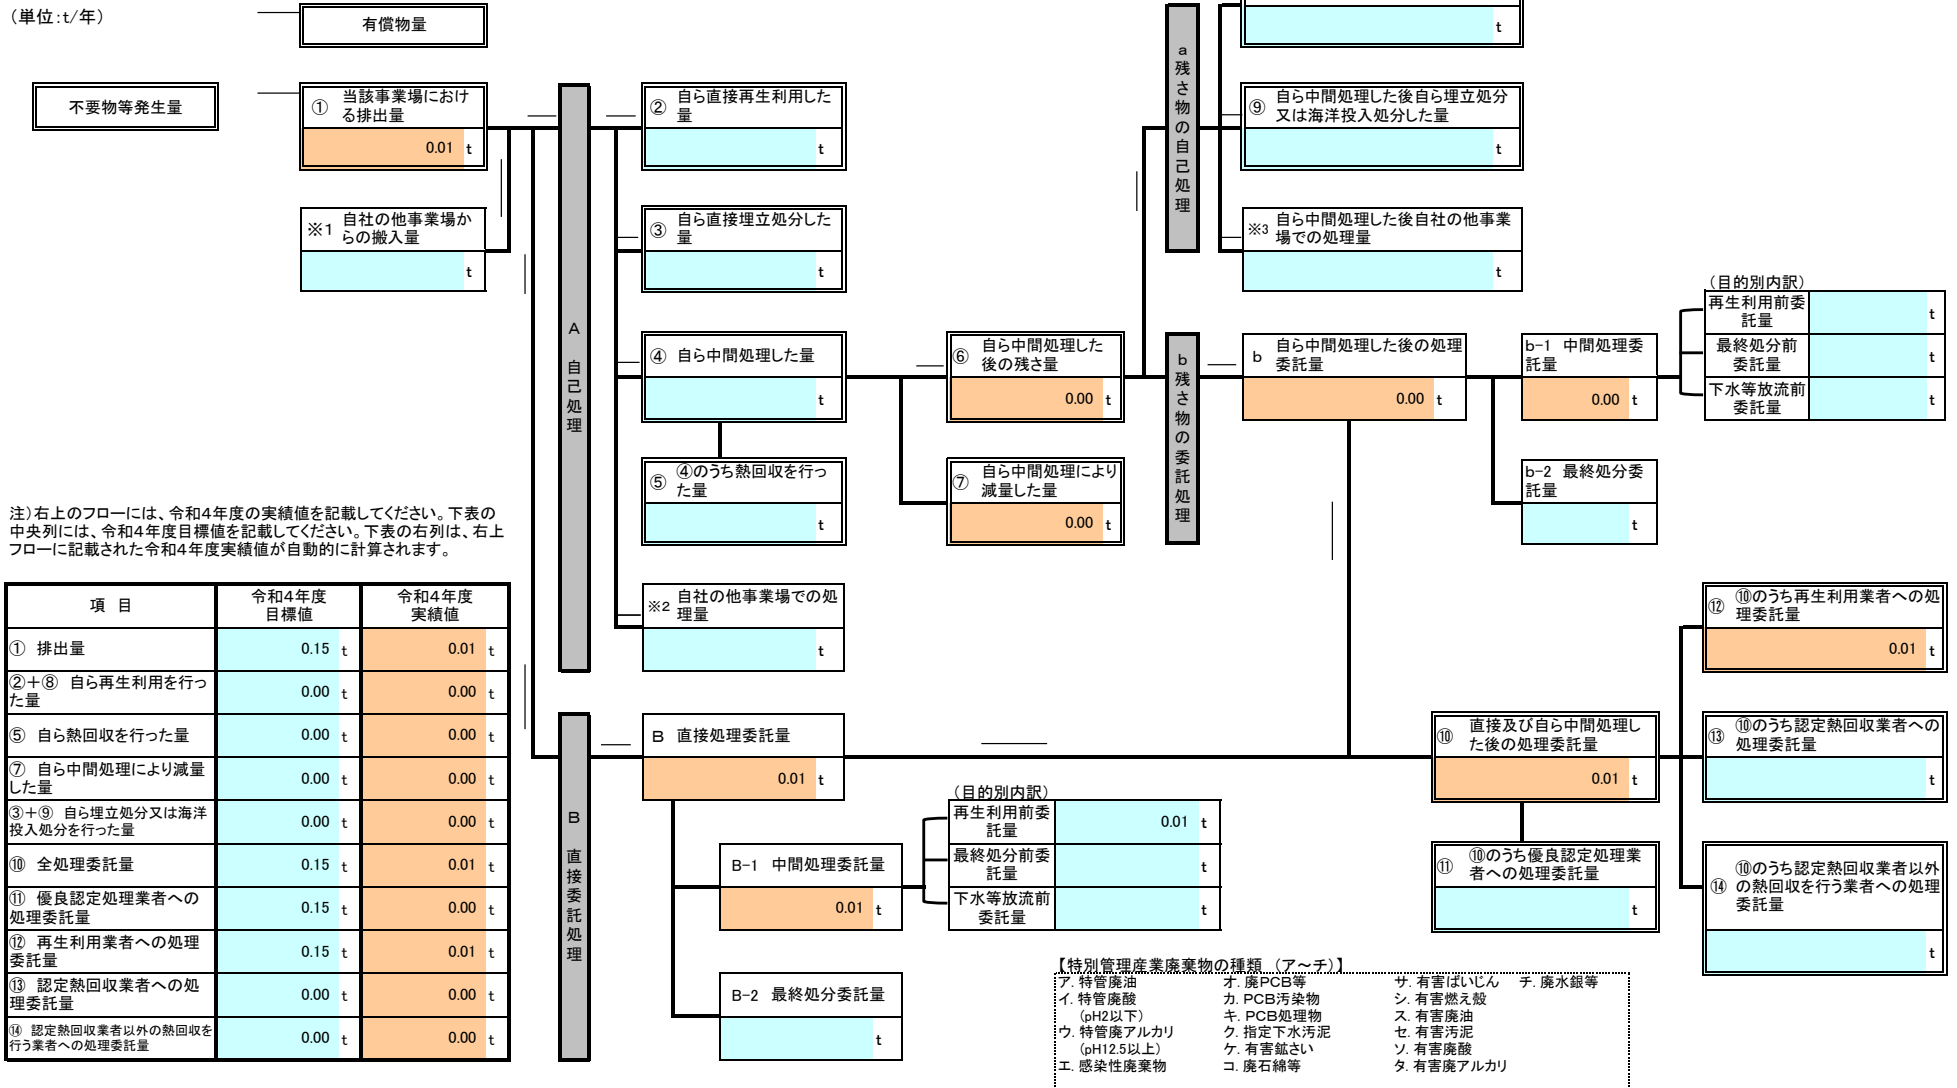 (単位:t/年)
有償物量
不要物等発生量
① 当該事業場におけ
る排出量
0.01 t
※1 自社の他事業場か
らの搬入量
t
A 自己処理
② 自ら直接再生利用した
量
t
③ 自ら直接埋立処分した
量
t
④ 自ら中間処理した量
t
⑤ ④のうち熱回収を行っ
た量
t
※2 自社の他事業場での処
理量
t
⑥ 自ら中間処理した
後の残さ量
0.00 t
⑦ 自ら中間処理により
減量した量
0.00 t
a 残さ物の自己処理
t
⑨ 自ら中間処理した後自ら埋立処分
又は海洋投入処分した量
t
※3 自ら中間処理した後自社の他事業
場での処理量
t
b 残さ物の委託処理
b 自ら中間処理した後の処理
委託量
0.00 t
b-1 中間処理委
託量
0.00 t
(目的別内訳)
再生利用前委
託量
t
最終処分前
委託量
t
下水等放流前
委託量
t
b-2 最終処分委
託量
t
注)右上のフローには、令和4年度の実績値を記載してください。下表の
中央列には、令和4年度目標値を記載してください。下表の右列は、右上
フローに記載された令和4年度実績値が自動的に計算されます。
項 目 令和4年度 目標値 令和4年度 実績値
① 排出量 0.15 t 0.01 t
②+⑧ 自ら再生利用を行っ
た量 0.00 t 0.00 t
⑤ 自ら熱回収を行った量 0.00 t 0.00 t
⑦ 自ら中間処理により減量
した量 0.00 t 0.00 t
③+⑨ 自ら埋立処分又は海洋
投入処分を行った量 0.00 t 0.00 t
⑩ 全処理委託量 0.15 t 0.01 t
⑪ 優良認定処理業者への
処理委託量 0.15 t 0.00 t
⑫ 再生利用業者への処理
委託量 0.15 t 0.01 t
⑬ 認定熱回収業者への処
理委託量 0.00 t 0.00 t
⑭ 認定熱回収業者以外の熱回収を
行う業者への処理委託量 0.00 t 0.00 t
B 直接委託処理
B 直接処理委託量
0.01 t
B-1 中間処理委託量
0.01 t
(目的別内訳)
再生利用前委
託量
0.01 t
最終処分前委
託量
t
下水等放流前
委託量
t
B-2 最終処分委託量
t
⑩ 直接及び自ら中間処理し
た後の処理委託量
0.01 t
⑪ ⑩のうち優良認定処理業
者への処理委託量
t
⑫ ⑩のうち再生利用業者への処
理委託量
0.01 t
⑬ ⑩のうち認定熱回収業者への
処理委託量
t
⑭ ⑩のうち認定熱回収業者以外
の熱回収を行う業者への処理
委託量
t
【特別管理産業廃棄物の種類 (ア~チ)】
ア. 特管廃油 オ. 廃PCB等 サ. 有害ばいじん チ. 廃水銀等
イ. 特管廃酸 カ. PCB汚染物 シ. 有害燃え殻
(pH2以下) キ. PCB処理物 ス. 有害廃油
ウ. 特管廃アルカリ ク. 指定下水汚泥 セ. 有害汚泥
(pH12.5以上) ケ. 有害鉱さい ソ. 有害廃酸
エ. 感染性廃棄物 コ. 廃石綿等 タ. 有害廃アルカリ